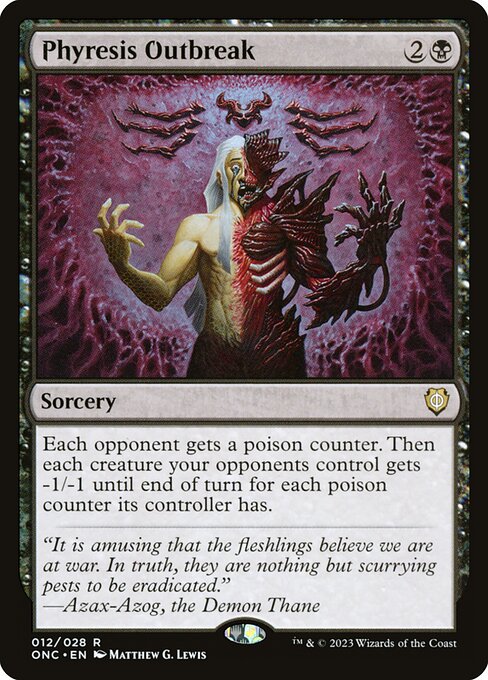 Phyresis Outbreak 2
Sorcery
Each opponent gets a poison counter. Then
each creature your opponents control gets
-1/-1 until end of turn for each poison
counter its controller has.
“It is amusing that the fleshlings believe we are
at war. In truth, they are nothing but scurrying
pests to be eradicated.”
—Azax-Azog, the Demon Thane
012/028 R
ONC • EN Matthew G. Lewis
™ & © 2023 Wizards of the Coast